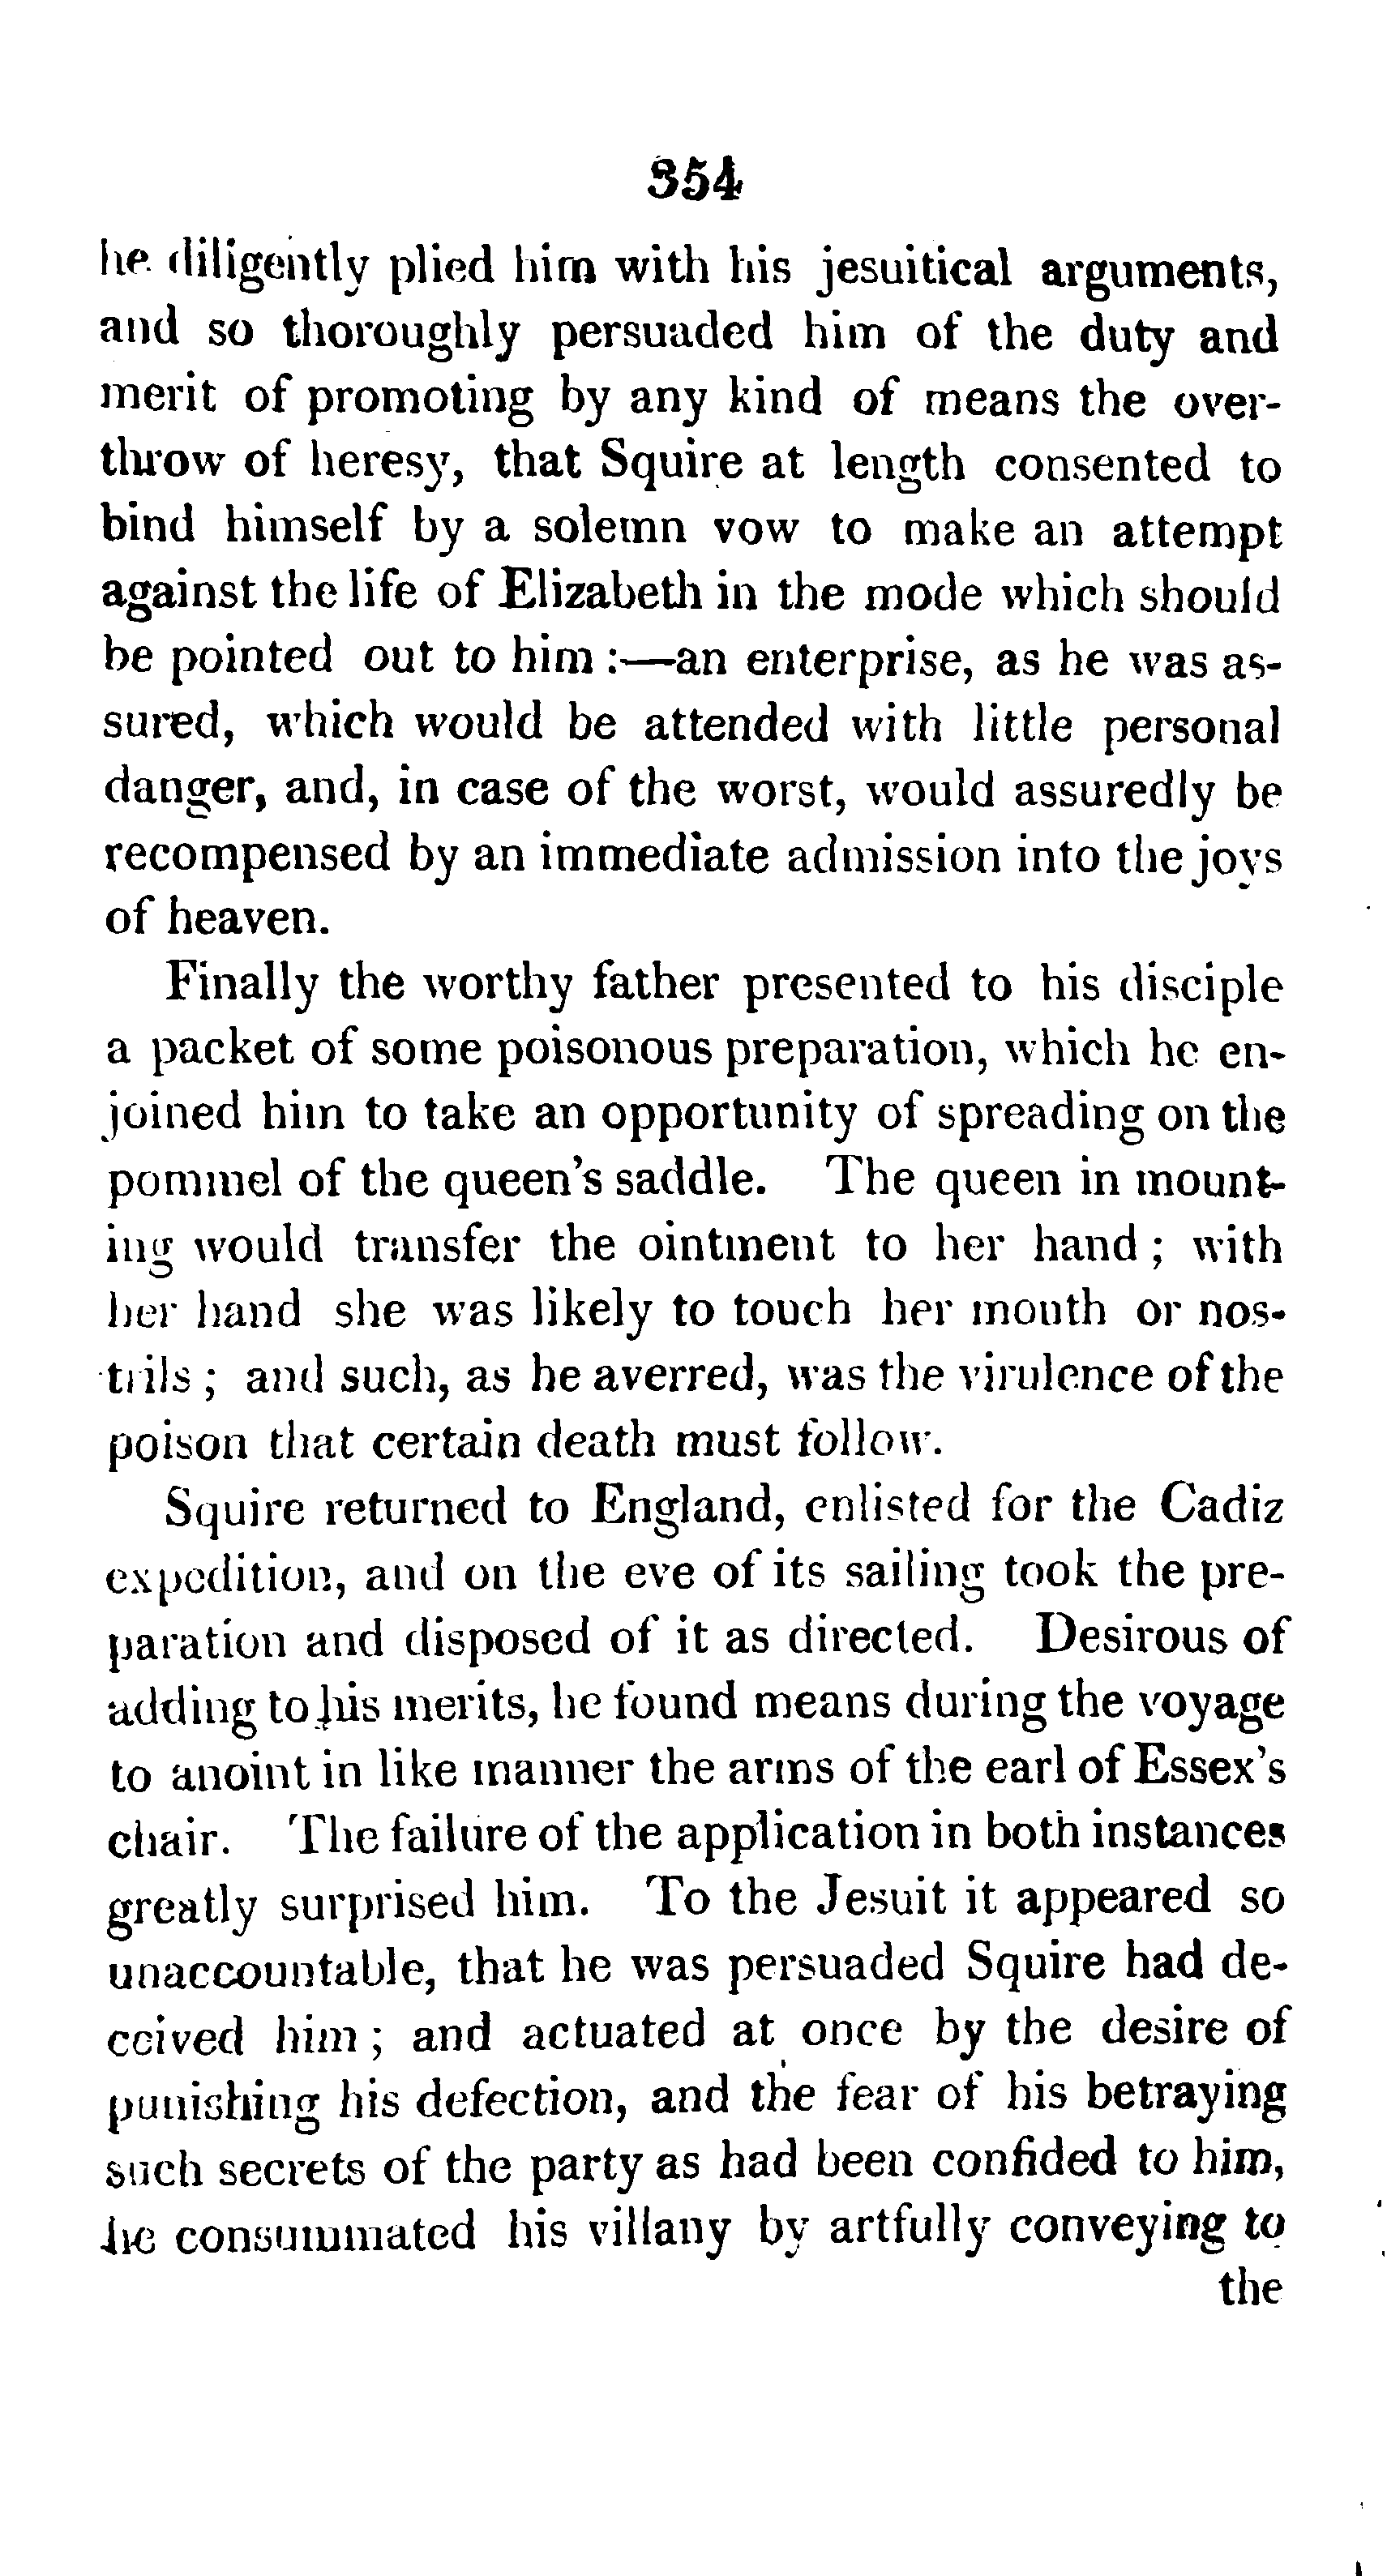 354
he diligently plied him with his jesuitical arguments,
and so thoroughly persuaded him of the duty and
merit of promoting by any kind of means the over-
throw of heresy, that Squire at length consented to
bind himself by a solemn vow to make an attempt
against the life of Elizabeth in the mode which should
be pointed out to him :—an enterprise, as he was as-
sured, which would be attended with little personal
danger, and, in case of the worst, would assuredly be
recompensed by an immediate admission into the joys
of heaven.
Finally the worthy father presented to his disciple
a packet of some poisonous preparation, which he en-
joined him to take an opportunity of spreading on the
pommel of the queen's saddle. The queen in mount-
ing would transfer the ointment to her hand ; with
her hand she was likely to touch her mouth or nos-
trils ; and such, as he averred, was the virulence of the
poison that certain death must follow.
Squire returned to England, enlisted for the Cadiz
expedition, and on the eve of its sailing took the pre-
paration and disposed of it as directed. Desirous of
adding to his merits, he found means during the voyage
to anoint in like manner the arms of the earl of Essex's
chair. The failure of the application in both instances
greatly surprised him. To the Jesuit it appeared so
unaccountable, that he was persuaded Squire had de-
ceived him ; and actuated at once by the desire of
punishing his defection, and the fear of his betraying
such secrets of the party as had been confided to him,
he consummated his villany by artfully conveying to
the